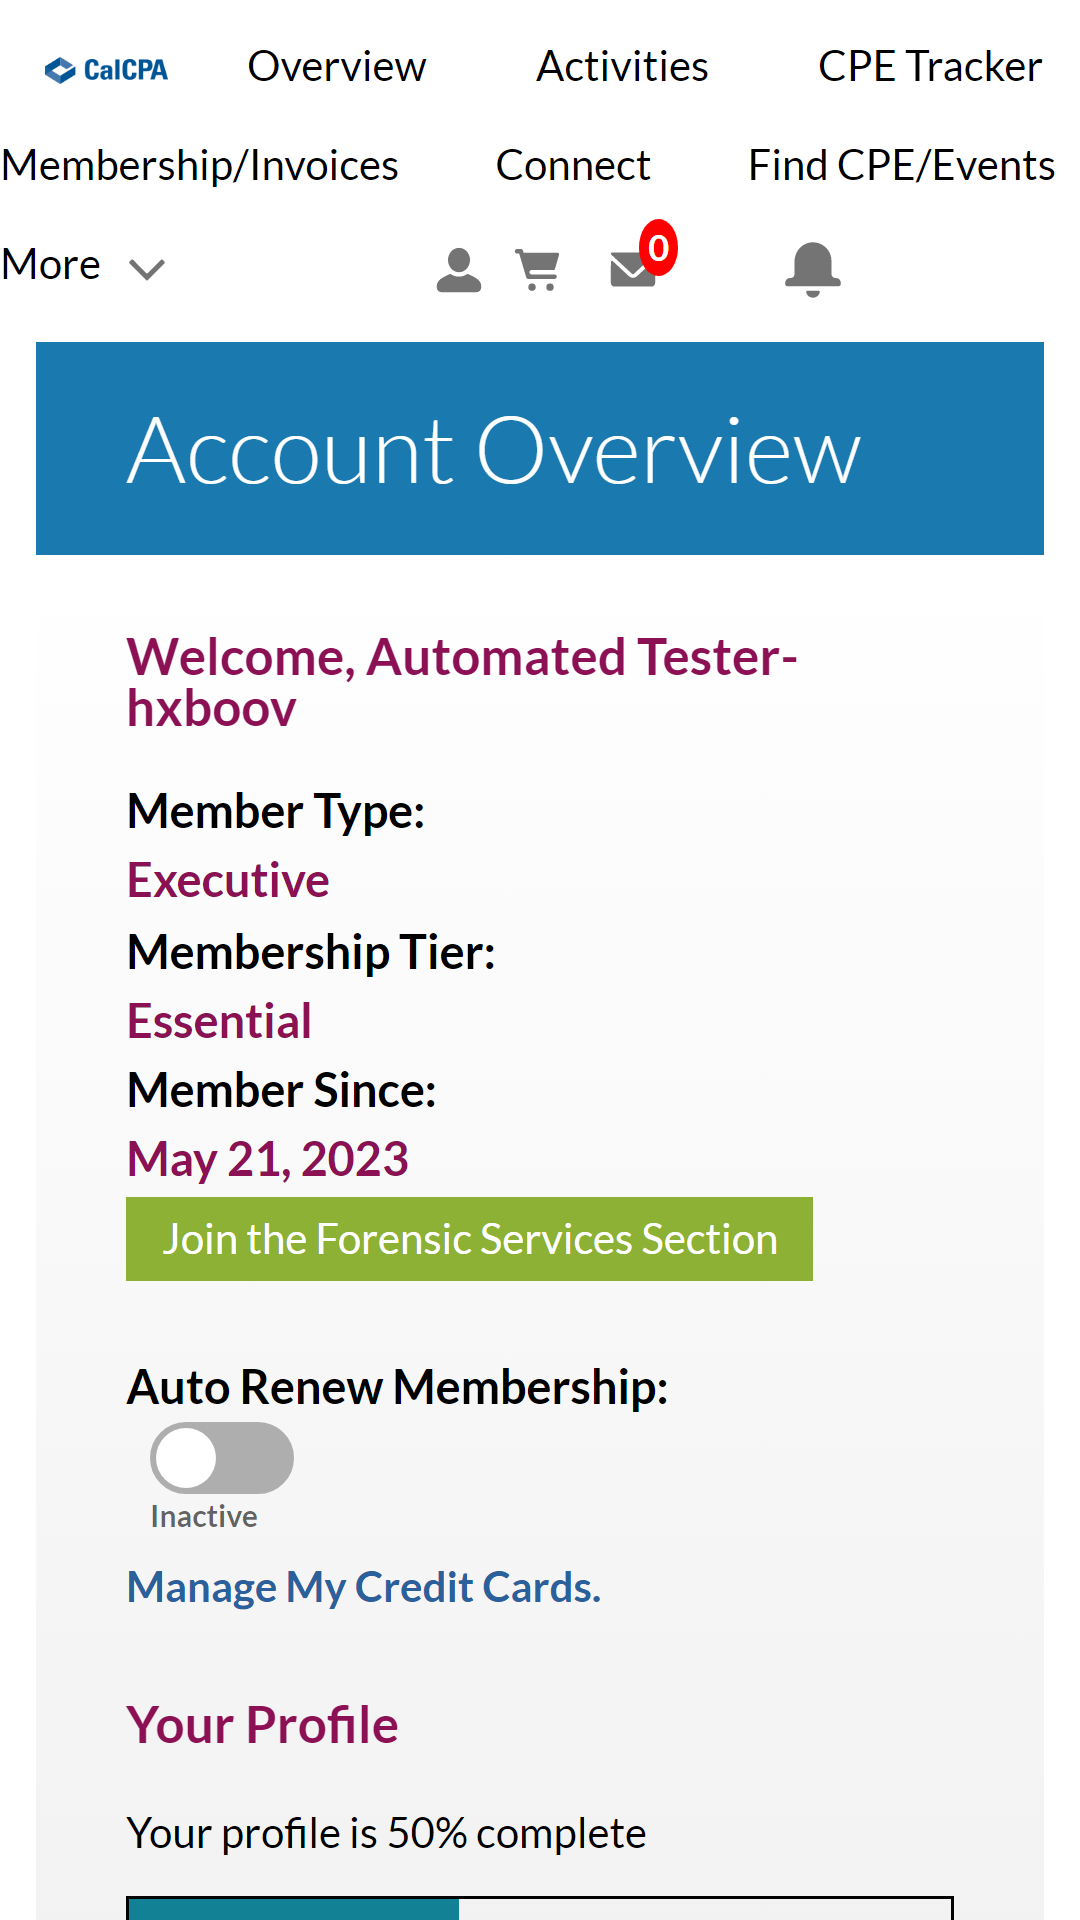 CalCPA Overview Activities CPE Tracker
Membership/Invoices Connect Find CPE/Events
More 0
Account Overview
Welcome, Automated Tester-
hxboov
Member Type:
Executive
Membership Tier:
Essential
Member Since:
May 21, 2023
Join the Forensic Services Section
Auto Renew Membership:
Inactive
Manage My Credit Cards.
Your Profile
Your profile is 50% complete